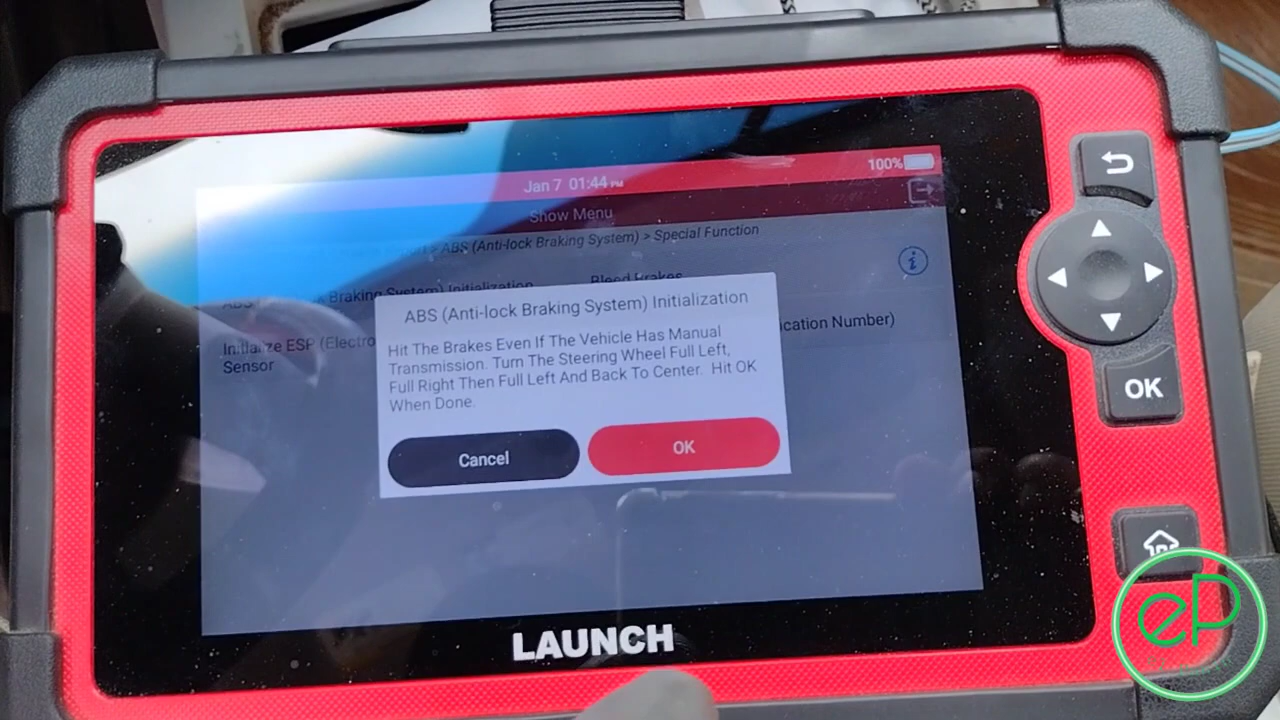 100%
Jan 7 01:44 PM
Show Menu
> ABS (Anti-lock Braking System) > Special Function
Braking System) Initialization
Bleed Brakes
ABS (Anti-lock Braking System) Initialization
Initialize ESP (Electro
ication Number)
Sensor
Hit The Brakes Even If The Vehicle Has Manual
Transmission. Turn The Steering Wheel Full Left,
Full Right Then Full Left And Back To Center. Hit OK
When Done.
Cancel
OK
OK
LAUNCH
eP